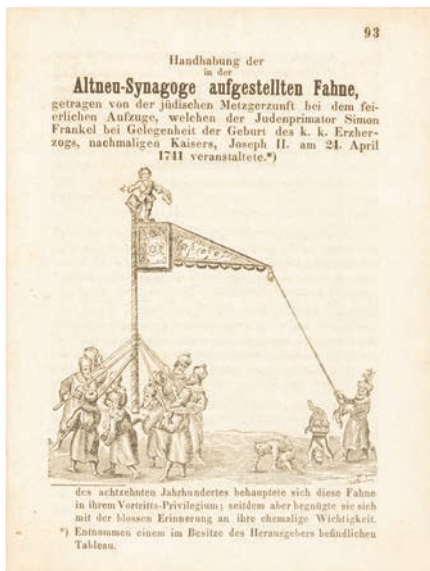 93
Handhabung der
in der
Altneu-Synagoge aufgestellten Fahne,
getragen von der jüdischen Metzgerzunft bei dem fei-
erlichen Aufzuge, welchen der Judenprimator Simon
Frankel bei Gelegenheit der Geburt des k. k. Erzher-
zogs, nachmaligen Kaisers, Joseph II. am 24. April
1741 veranstaltete.*)
des achtzehnten Jahrhundertes behauptete sich diese Fahne
in ihrem Vortritts-Privilegium; seitdem aber begnügte sie sich
mit der blossen Erinnerung an ihre ehemalige Wichtigkeit.
*) Entnommen einem im Besitze des Herausgebers befindlichen
Tableau.